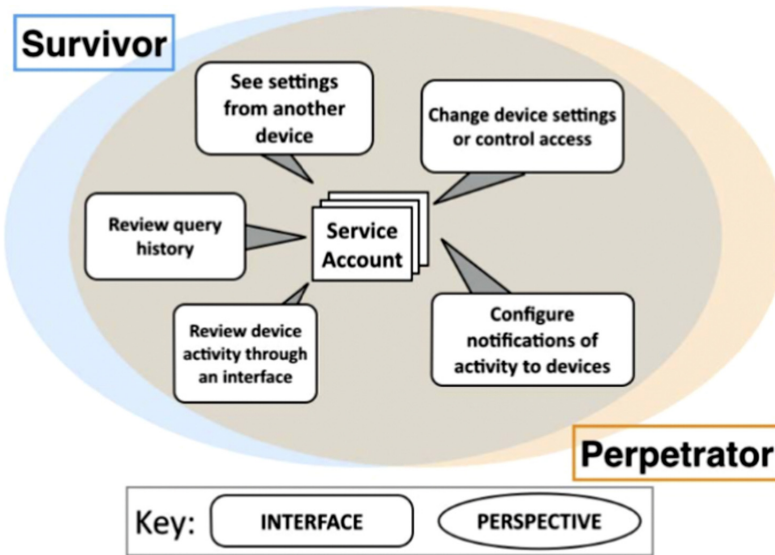 Survivor
See settings
from another
device
Change device settings
or control access
Review query
history
Service
Account
Review device
activity through
an interface
Configure
notifications of
activity to devices
Perpetrator
Key:
INTERFACE
PERSPECTIVE